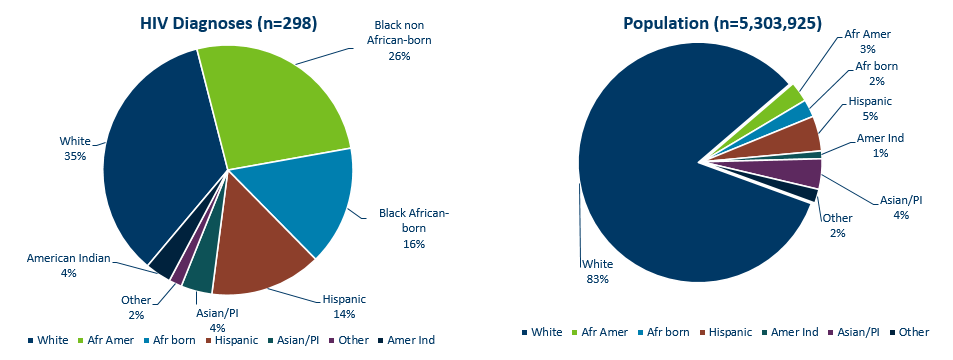 HIV Diagnoses (n=298)
Black non
African-born
26%
White
35%
Black African-
born
16%
American Indian
4%
Other
2%
Asian/PI
4%
Hispanic
14%
White Afr Amer Afr born Hispanic Asian/PI Other Amer Ind
Population (n=5,303,925)
Afr Amer
3%
Afr born
2%
Hispanic
5%
Amer Ind
1%
Asian/PI
4%
Other
2%
White
83%
White Afr Amer Afr born Hispanic Amer Ind Asian/PI Other